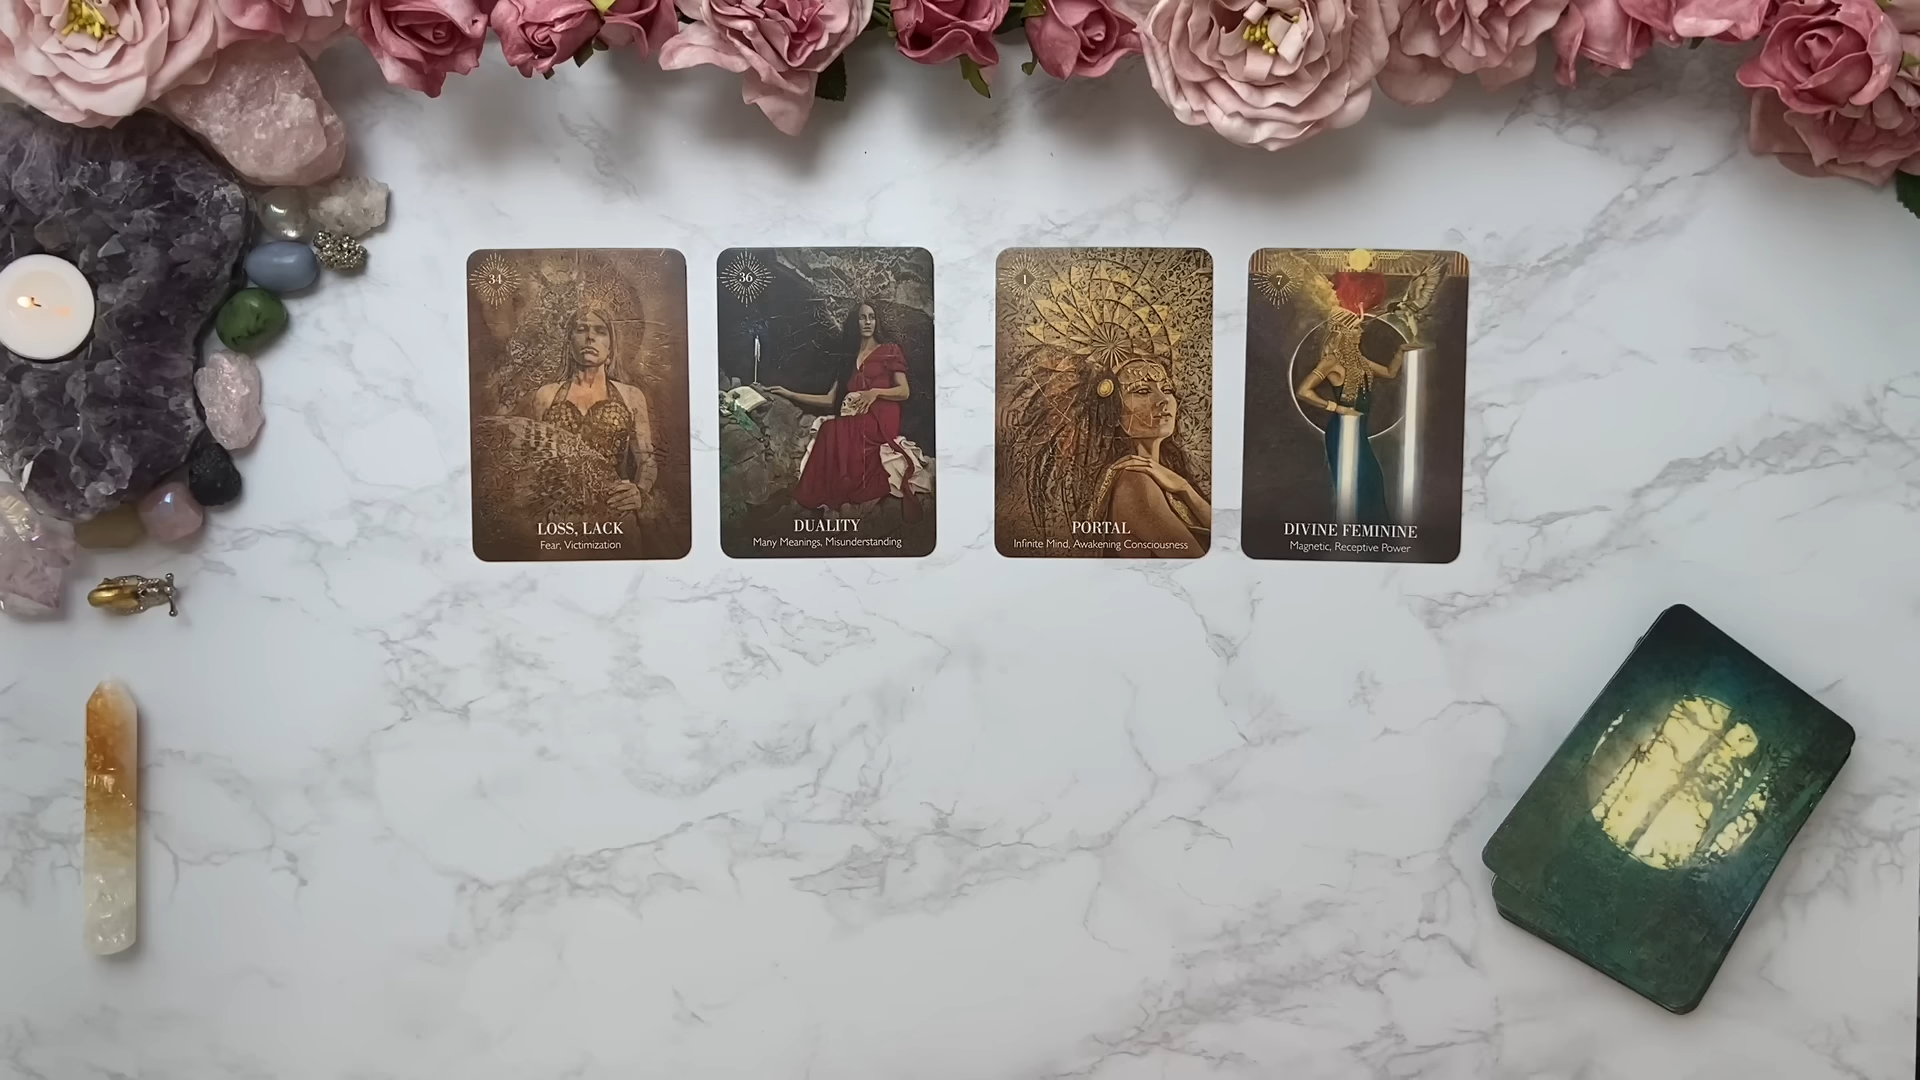 34
LOSS, LACK
Fear, Victimization
36
DUALITY
Many Meanings, Misunderstanding
1
PORTAL
Infinite Mind, Awakening Consciousness
7
DIVINE FEMININE
Magnetic, Receptive Power